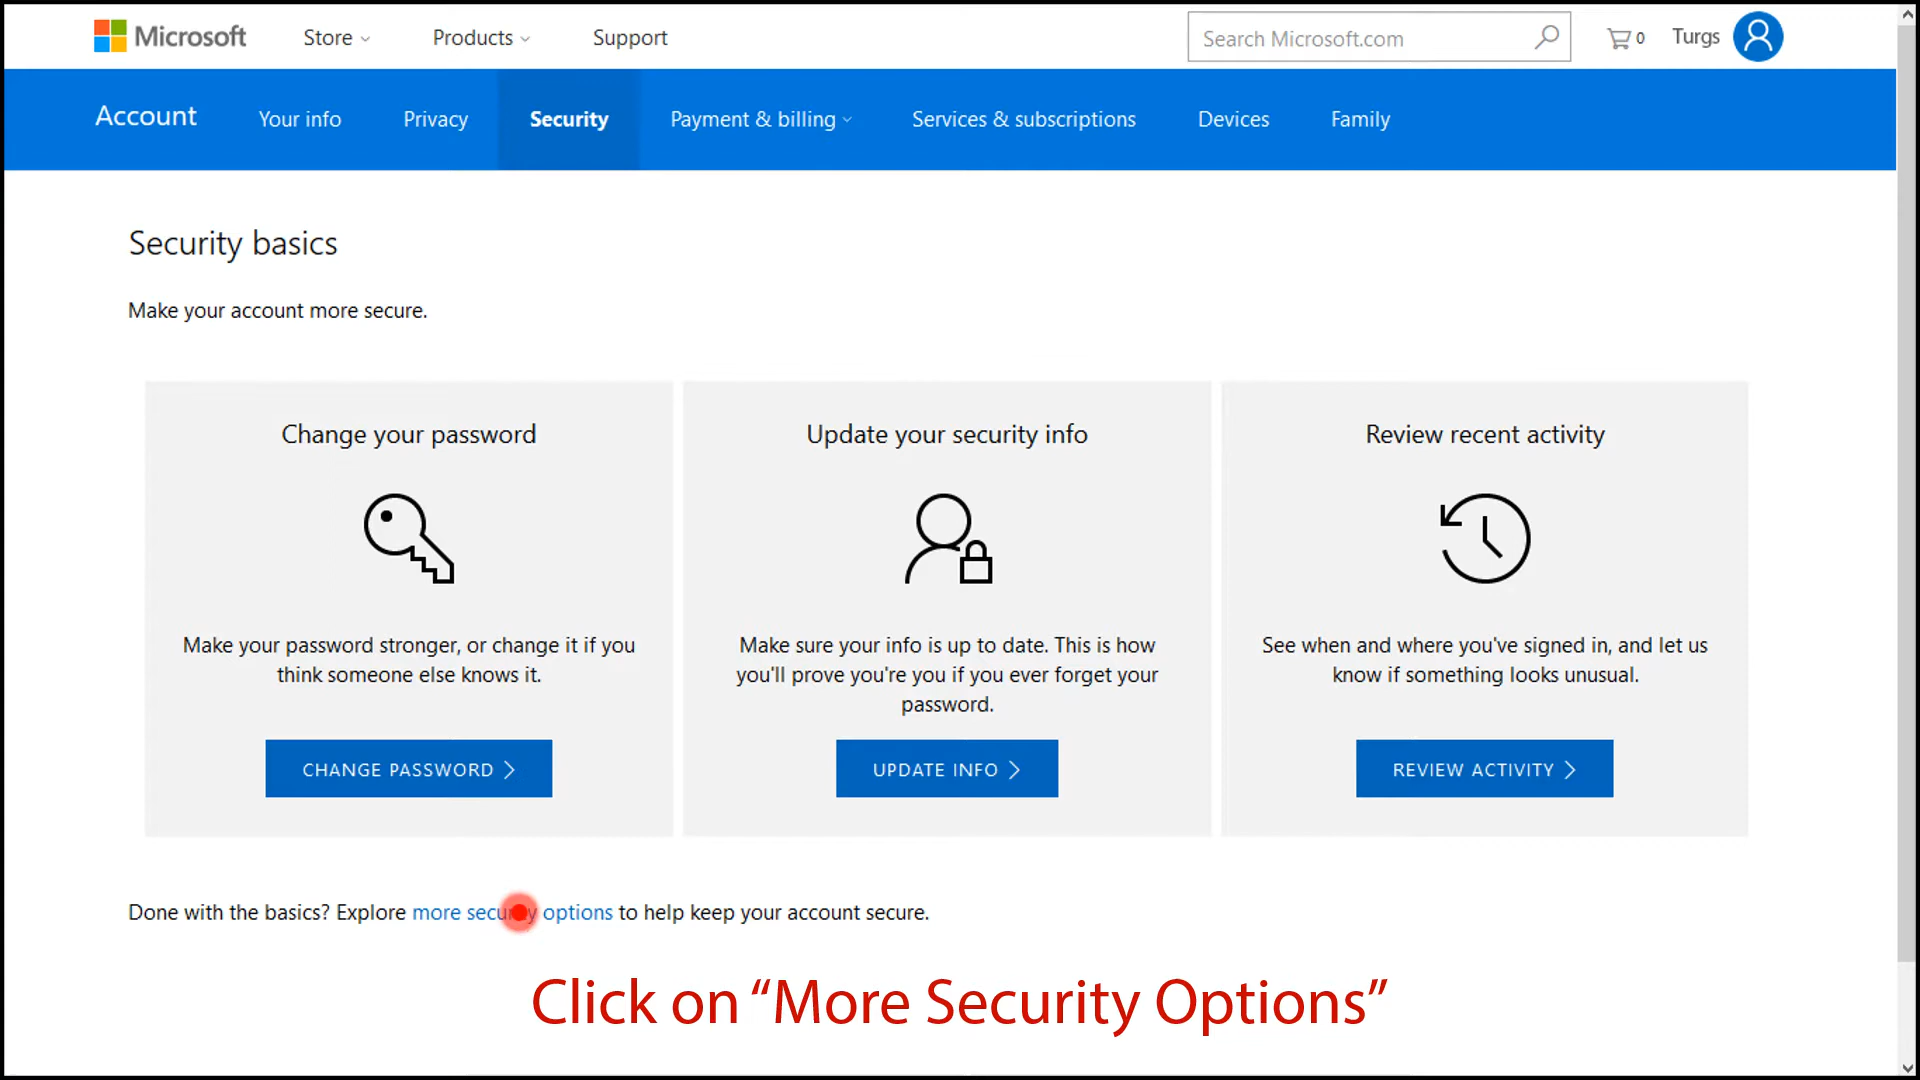 Microsoft Store Products Support Search Microsoft.com 0 Turgs
Account Your info Privacy Security Payment & billing Services & subscriptions Devices Family
Security basics
Make your account more secure.
Change your password
Make your password stronger, or change it if you
think someone else knows it.
CHANGE PASSWORD
Update your security info
Make sure your info is up to date. This is how
you'll prove you're you if you ever forget your
password.
UPDATE INFO
Review recent activity
See when and where you've signed in, and let us
know if something looks unusual.
REVIEW ACTIVITY
Done with the basics? Explore more security options to help keep your account secure.
Click on “More Security Options”